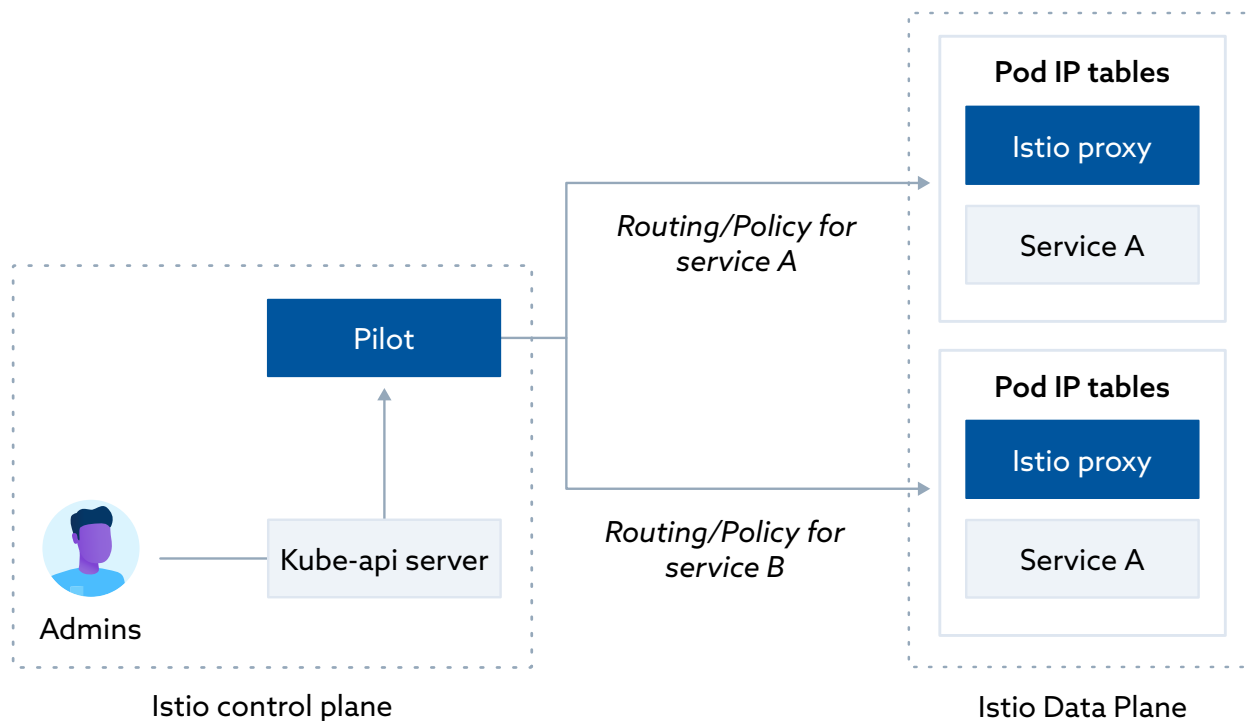 Pod IP tables
Istio proxy
Service A
Routing/Policy for
service A
Pilot
Pod IP tables
Istio proxy
Service A
Routing/Policy for
service B
Kube-api server
Admins
Istio control plane
Istio Data Plane